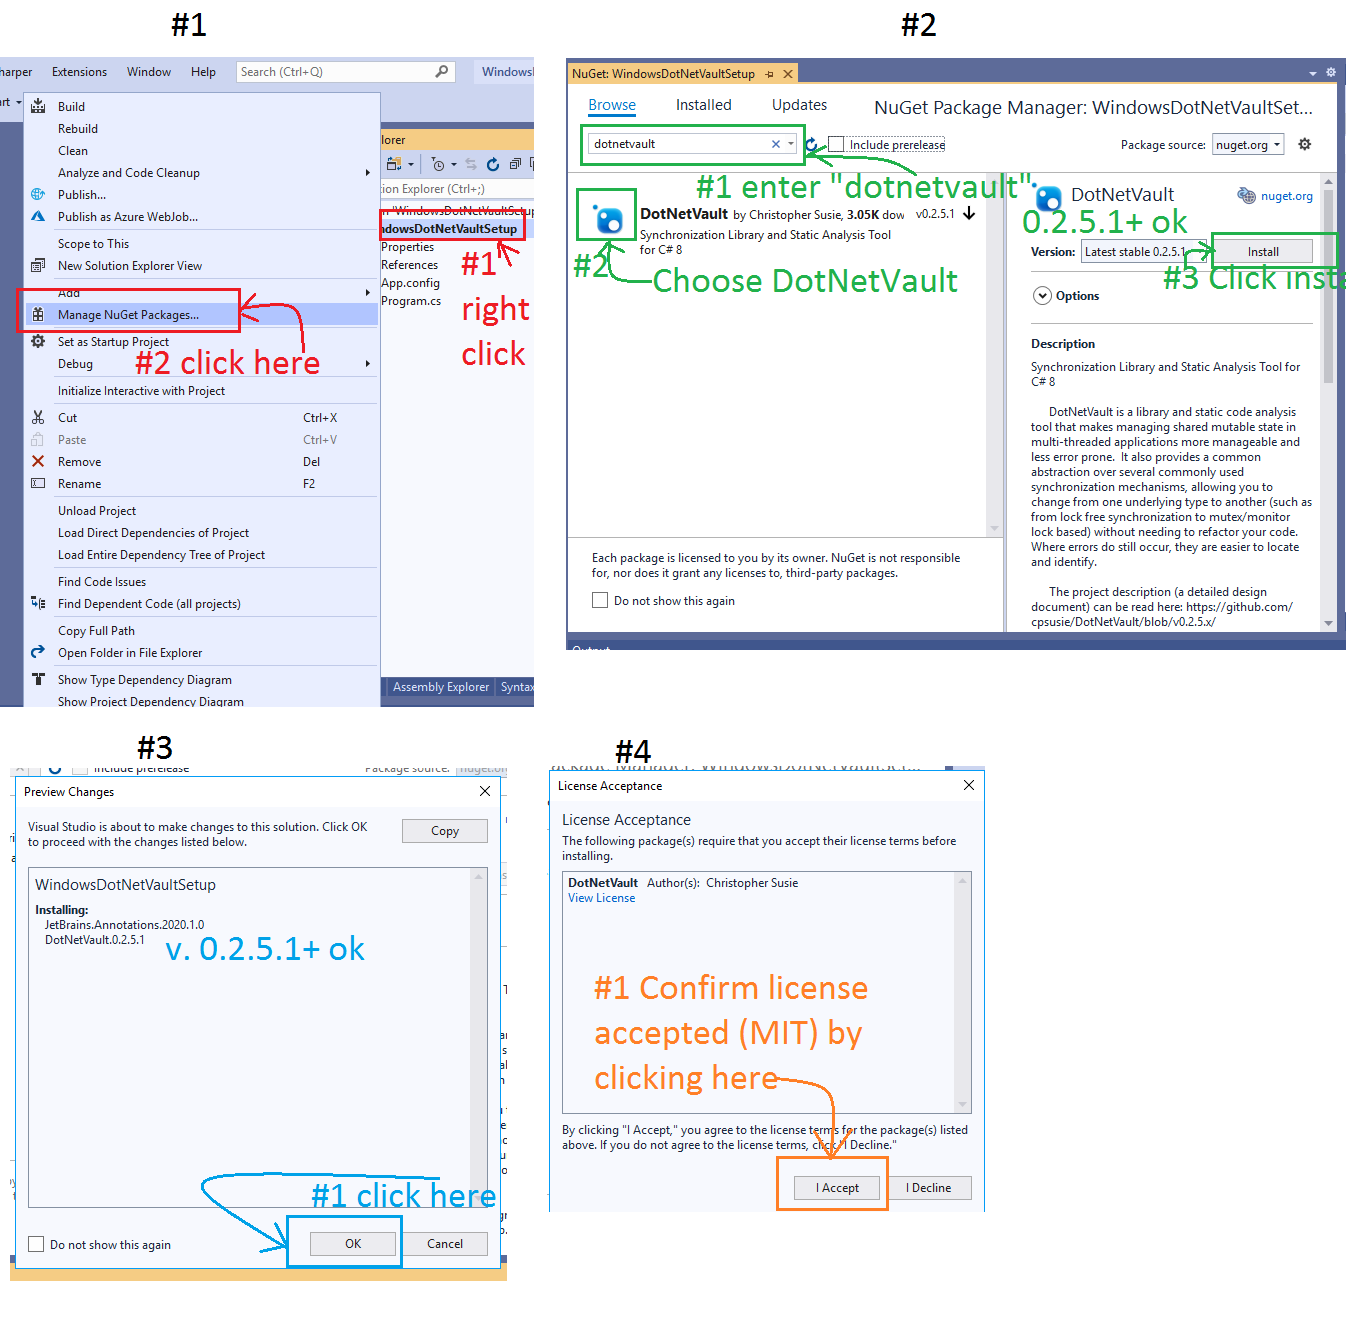 #1
#2
harper Extensions Window Help Search (Ctrl+Q) Windows
Build
Rebuild
Clean
Analyze and Code Cleanup
Publish...
Publish as Azure WebJob...
Scope to This
New Solution Explorer View
Add
Manage NuGet Packages...
Set as Startup Project
Debug
Initialize Interactive with Project
Cut Ctrl+X
Paste Ctrl+V
Remove Del
Rename F2
Unload Project
Load Direct Dependencies of Project
Load Entire Dependency Tree of Project
Find Code Issues
Find Dependent Code (all projects)
Copy Full Path
Open Folder in File Explorer
Show Type Dependency Diagram
Show Project Dependency Diagram
#2 click here
lorer
tion Explorer (Ctrl+;)
n 'WindowsDotNetVaultSetup
ndowsDotNetVaultSetup
Properties
References
App.config
Program.cs
#1
right
click
Assembly Explorer Syntax
NuGet: WindowsDotNetVaultSetup
Browse Installed Updates NuGet Package Manager: WindowsDotNetVaultSet...
dotnetvault Include prerelease Package source: nuget.org
#1 enter "dotnetvault"
DotNetVault by Christopher Susie, 3.05K dow v0.2.5.1
Synchronization Library and Static Analysis Tool
for C# 8
#2
Choose DotNetVault
Each package is licensed to you by its owner. NuGet is not responsible
for, nor does it grant any licenses to, third-party packages.
Do not show this again
DotNetVault nuget.org
0.2.5.1+ ok
Version: Latest stable 0.2.5.1 Install
#3 Click insta
Options
Description
Synchronization Library and Static Analysis Tool for
C# 8
DotNetVault is a library and static code analysis
tool that makes managing shared mutable state in
multi-threaded applications more manageable and
less error prone. It also provides a common
abstraction over several commonly used
synchronization mechanisms, allowing you to
change from one underlying type to another (such as
from lock free synchronization to mutex/monitor
lock based) without needing to refactor your code.
Where errors do still occur, they are easier to locate
and identify.
The project description (a detailed design
document) can be read here: https://github.com/
cpsusie/DotNetVault/blob/v0.2.5.x/
Output
#3
#4
Include prerelease Package source: nuget.org
Preview Changes
Visual Studio is about to make changes to this solution. Click OK
to proceed with the changes listed below.
Copy
WindowsDotNetVaultSetup
Installing:
JetBrains.Annotations.2020.1.0
DotNetVault.0.2.5.1
v. 0.2.5.1+ ok
#1 click here
Do not show this again OK Cancel
License Acceptance
License Acceptance
The following package(s) require that you accept their license terms before
installing.
DotNetVault Author(s): Christopher Susie
View License
#1 Confirm license
accepted (MIT) by
clicking here
By clicking "I Accept," you agree to the license terms for the package(s) listed
above. If you do not agree to the license terms, click "I Decline."
I Accept I Decline